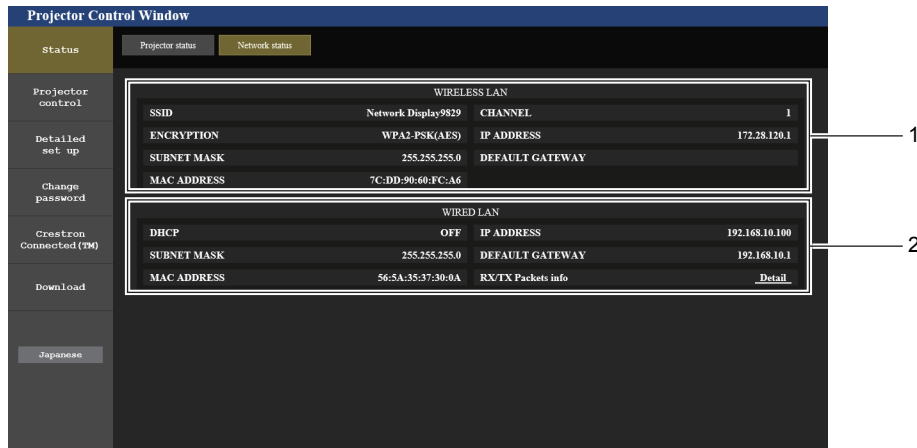 Projector Control Window
Status
Projector status
Network status
Projector
control
Detailed
set up
Change
password
Crestron
Connected(TM)
Download
Japanese
WIRELESS LAN
SSID Network Display9829 CHANNEL 1
ENCRYPTION WPA2-PSK(AES) IP ADDRESS 172.28.120.1
SUBNET MASK 255.255.255.0 DEFAULT GATEWAY
MAC ADDRESS 7C:DD:90:60:FC:A6
1
WIRED LAN
DHCP OFF IP ADDRESS 192.168.10.100
SUBNET MASK 255.255.255.0 DEFAULT GATEWAY 192.168.10.1
MAC ADDRESS 56:5A:35:37:30:0A RX/TX Packets info Detail
2